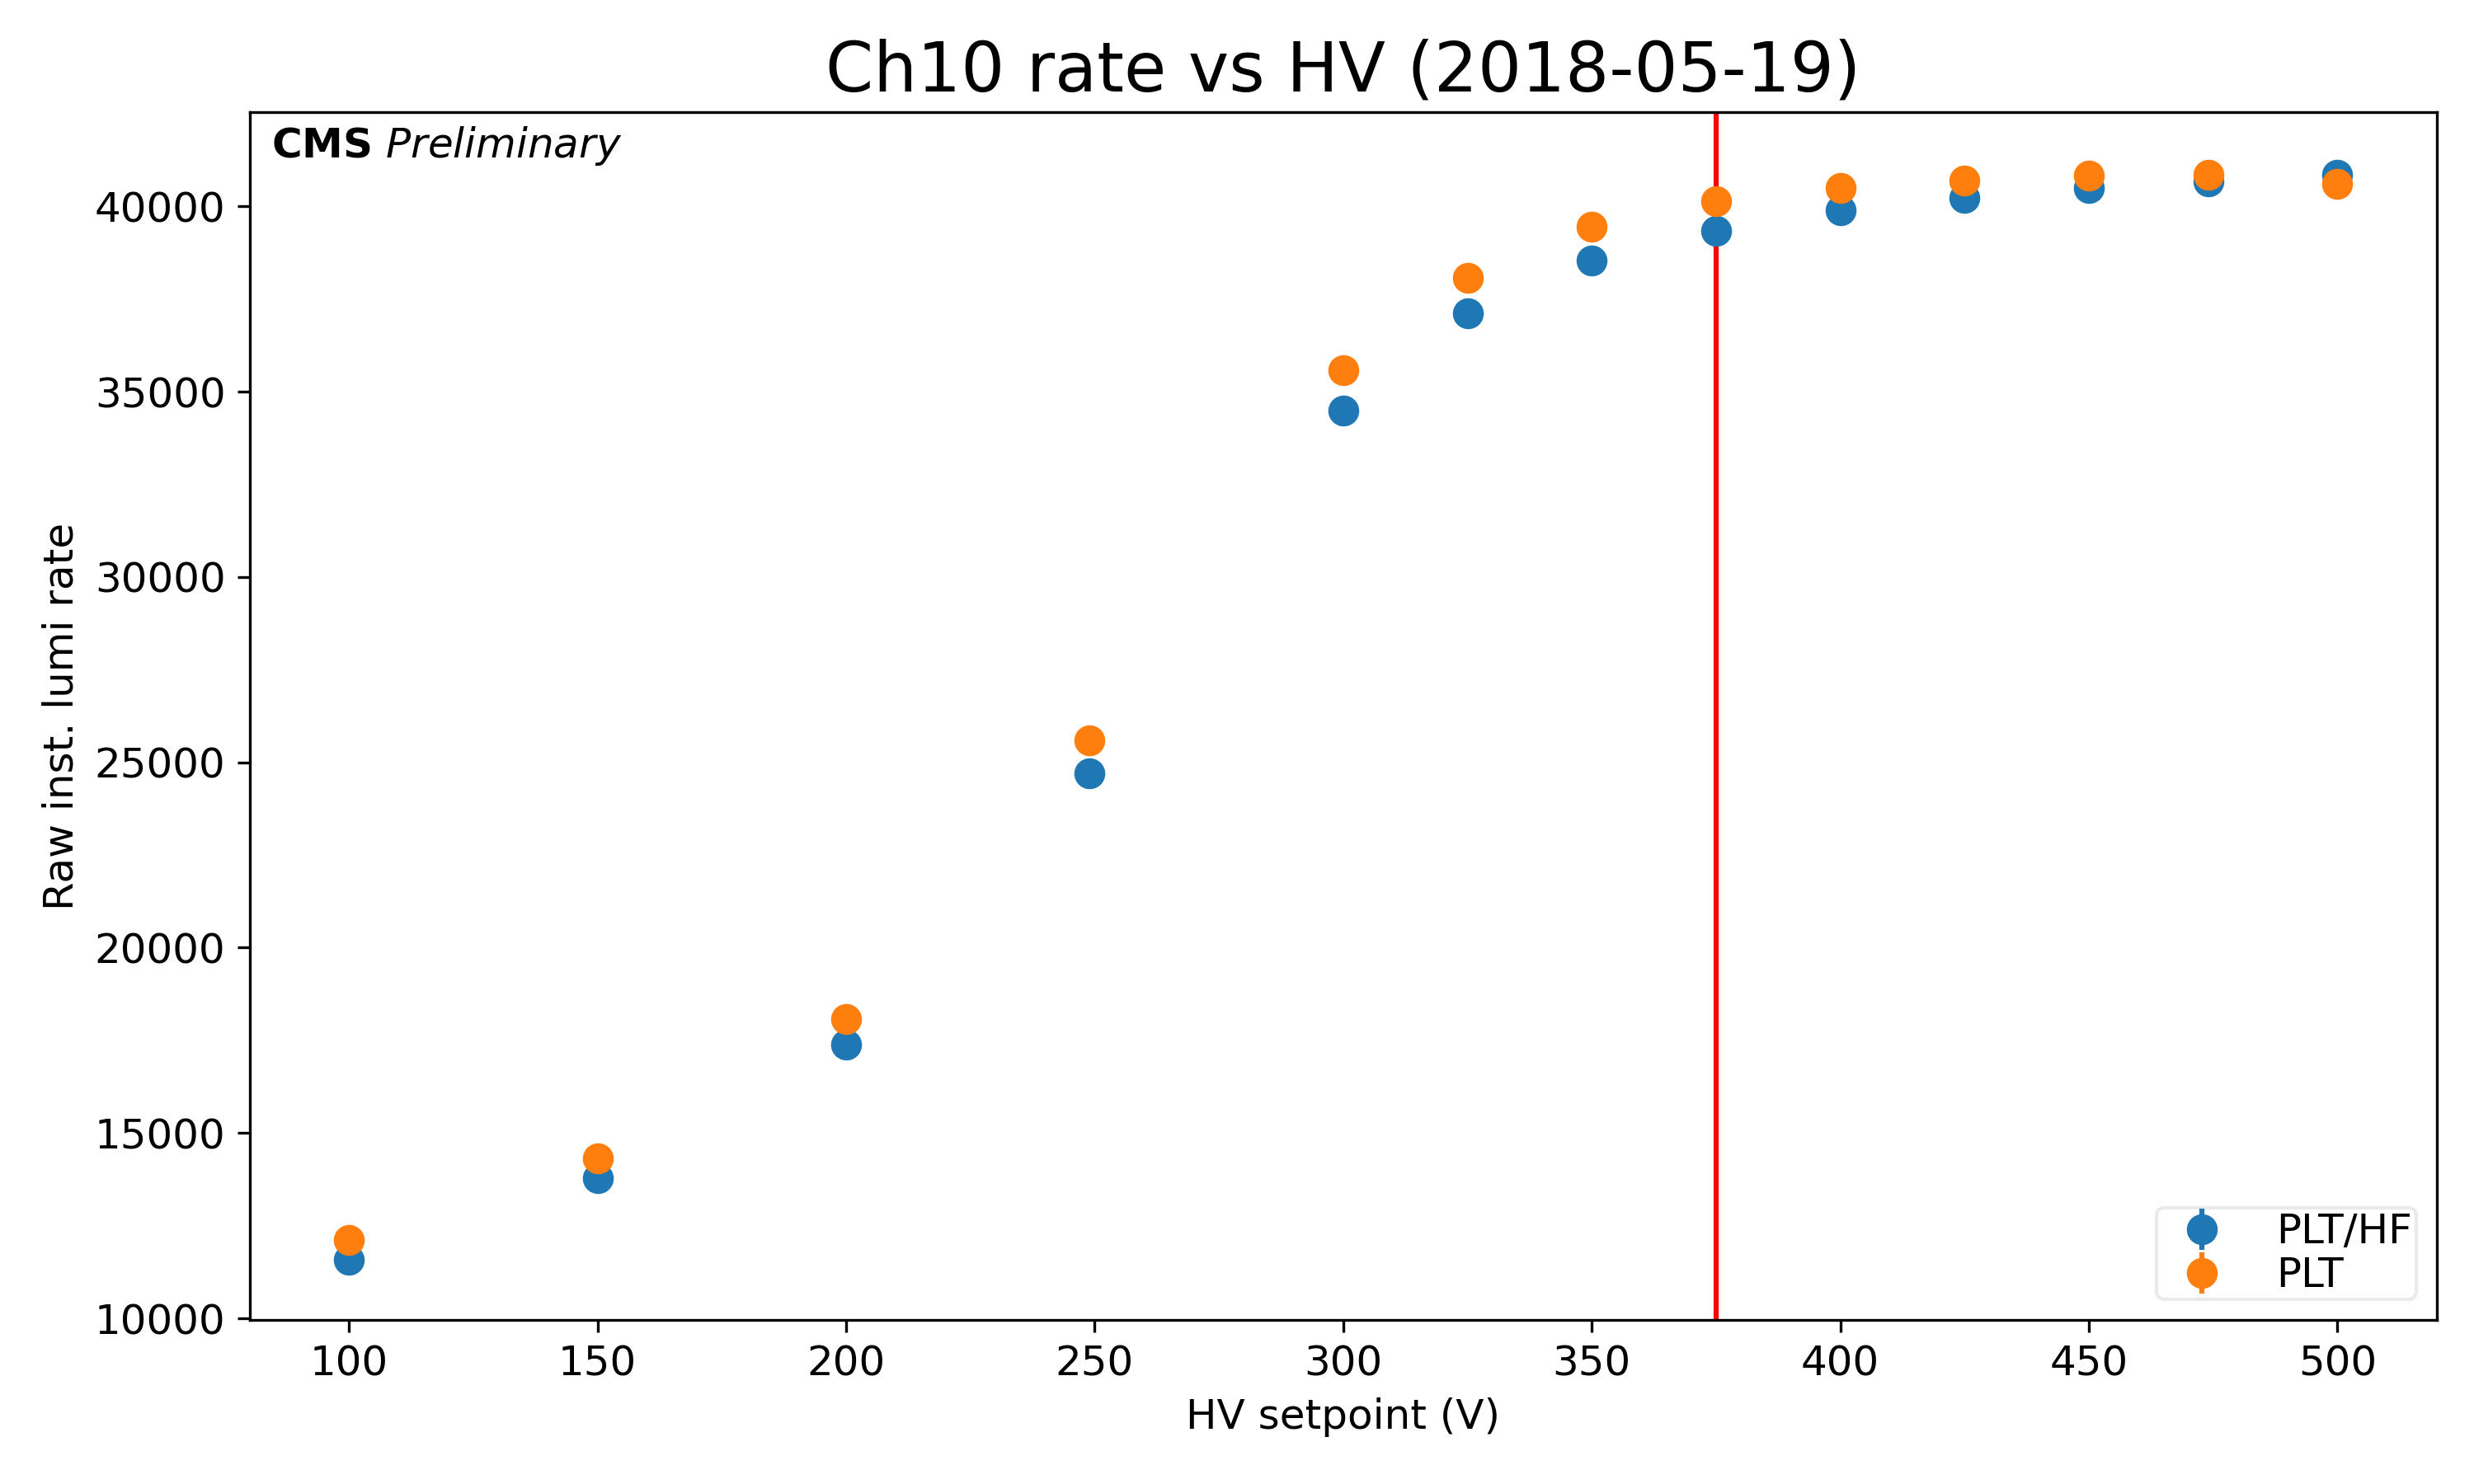 Ch10 rate vs HV (2018-05-19)
CMS Preliminary
40000
35000
30000
25000
20000
15000
10000
Raw inst. lumi rate
PLT/HF
PLT
100 150 200 250 300 350 400 450 500
HV setpoint (V)